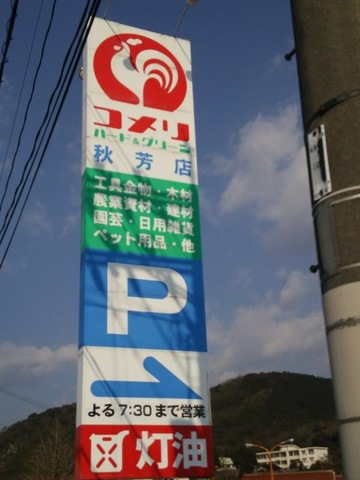 コメリ
ハード&グリーン
秋芳店
工具金物・木材
農業資材・建材
園芸・日用雑貨
ペット用品・他
P
よる7:30まで営業
灯油